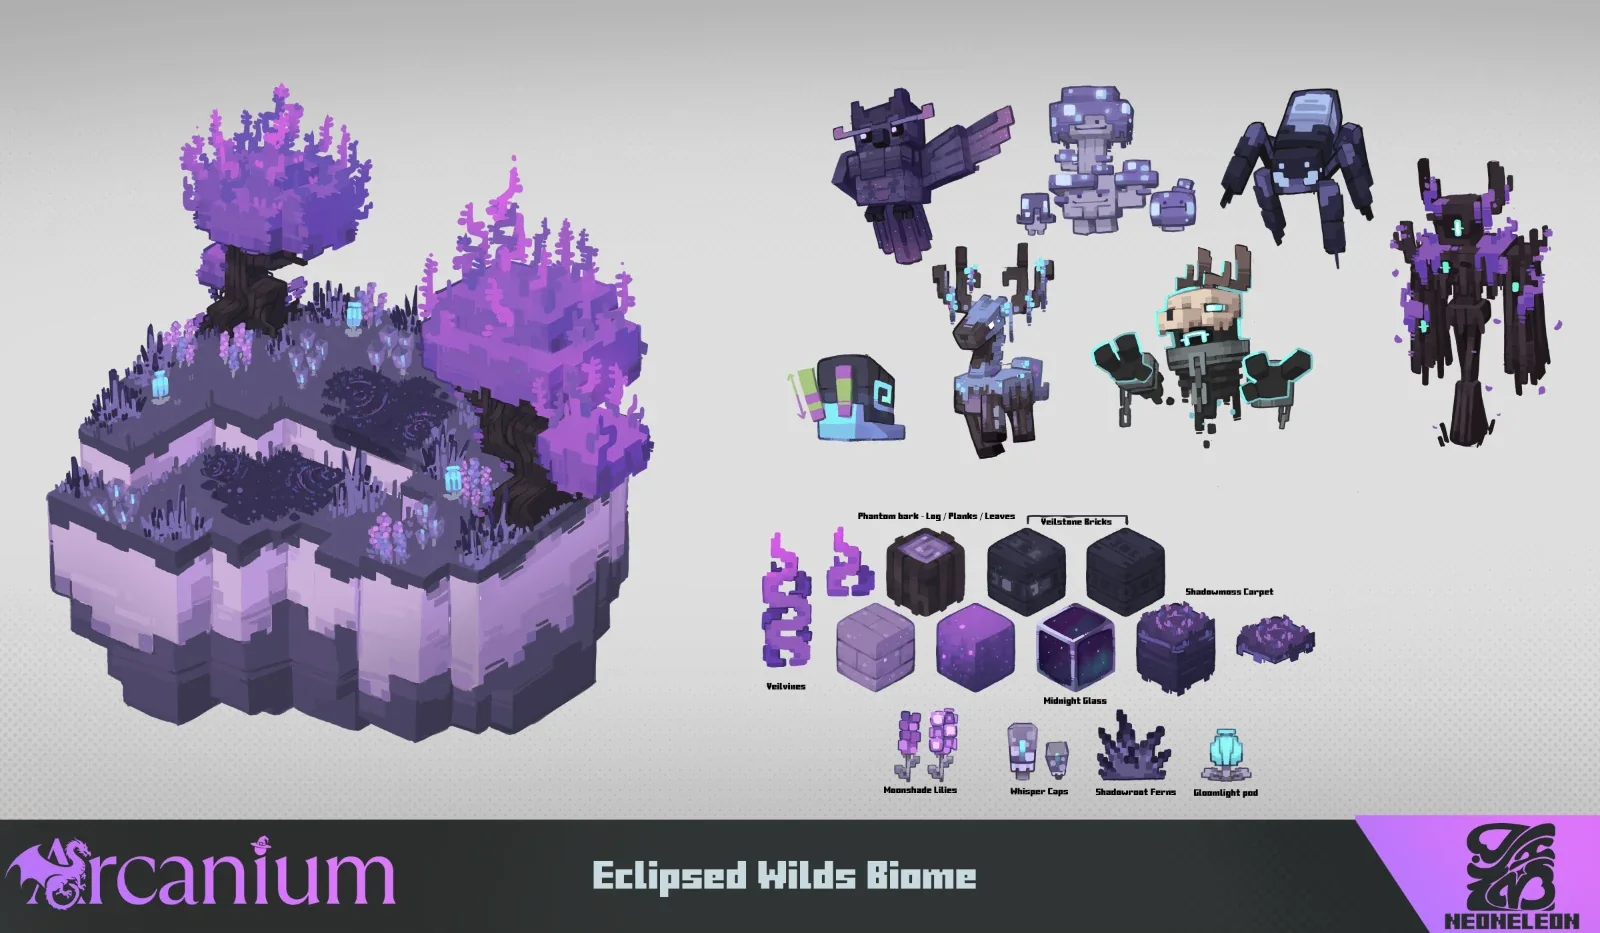 Phantom bark - Log / Planks / Leaves
Veilstone Bricks
Shadowmoss Carpet
Veilvines
Midnight Glass
Moonshade Lilies
Whisper Caps
Shadowroot Ferns
Gloomlight pod
Arcanium
Eclipsed Wilds Biome
NEONELEON